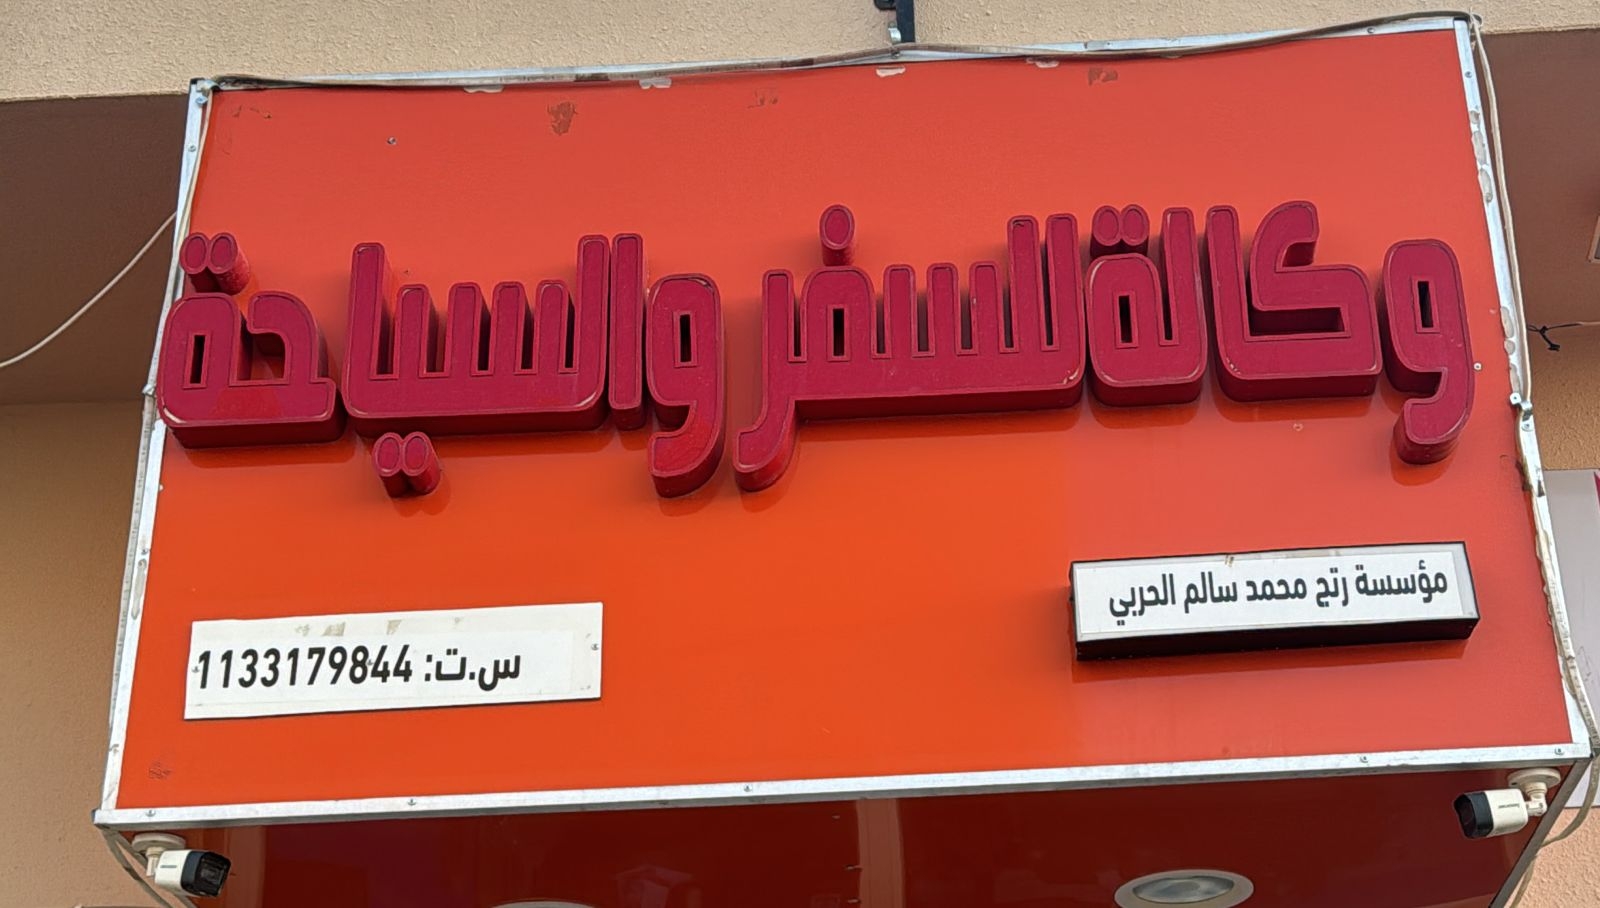 وكالة للسفر والسياحة
مؤسسة رتج محمد سالم الحربي
س.ت: 1133179844